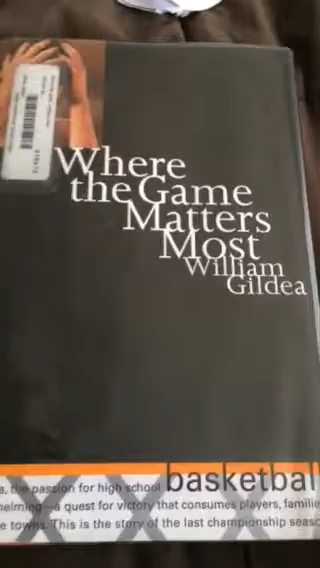 Where
the Game
Matters
Most
William
Gildea
the passion for high school basketball
helming—a quest for victory that consumes players, familie
e towns. This is the story of the last championship seaso